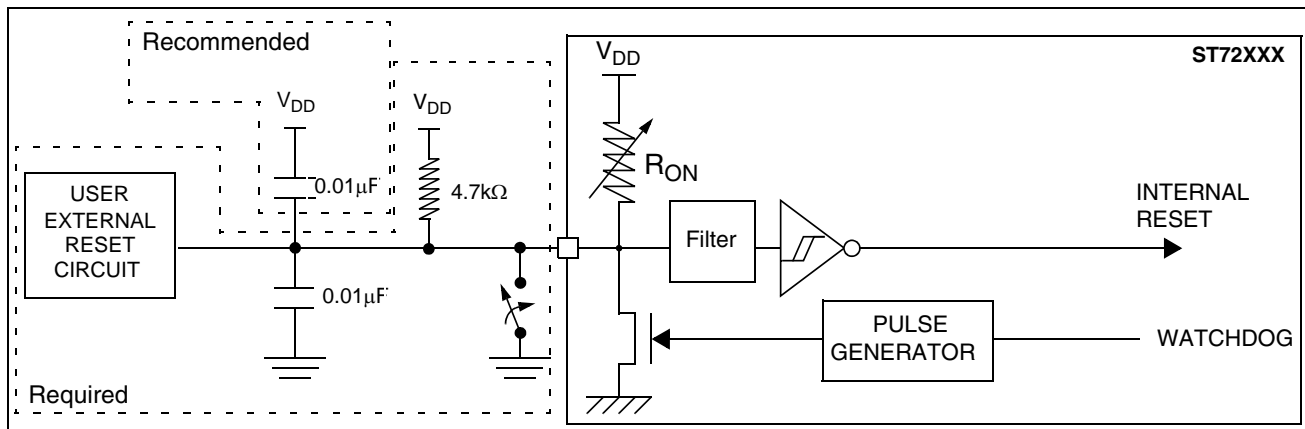 Recommended
VDD
0.01µF
VDD
4.7kΩ
USER
EXTERNAL
RESET
CIRCUIT
0.01µF
Required
ST72XXX
VDD
RON
Filter
INTERNAL
RESET
PULSE
GENERATOR
WATCHDOG